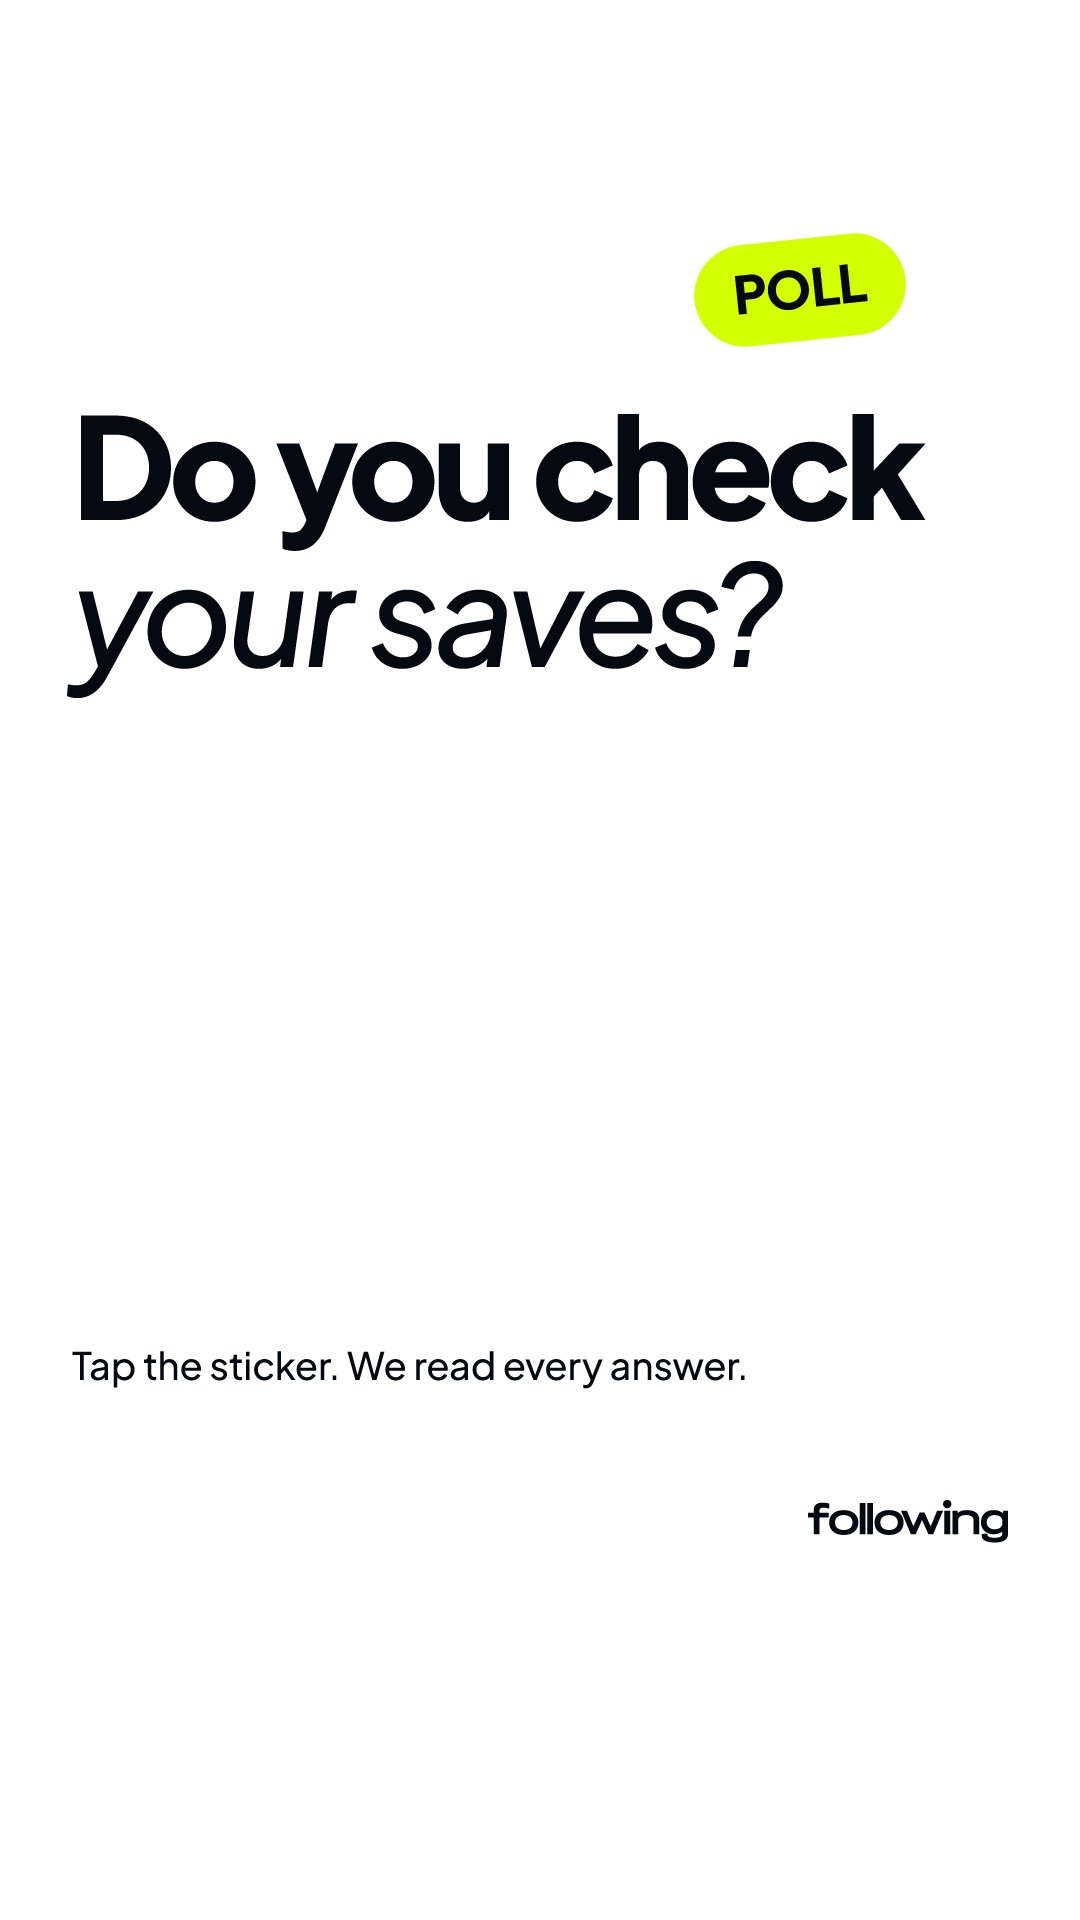 POLL
Do you check
your saves?
Tap the sticker. We read every answer.
following